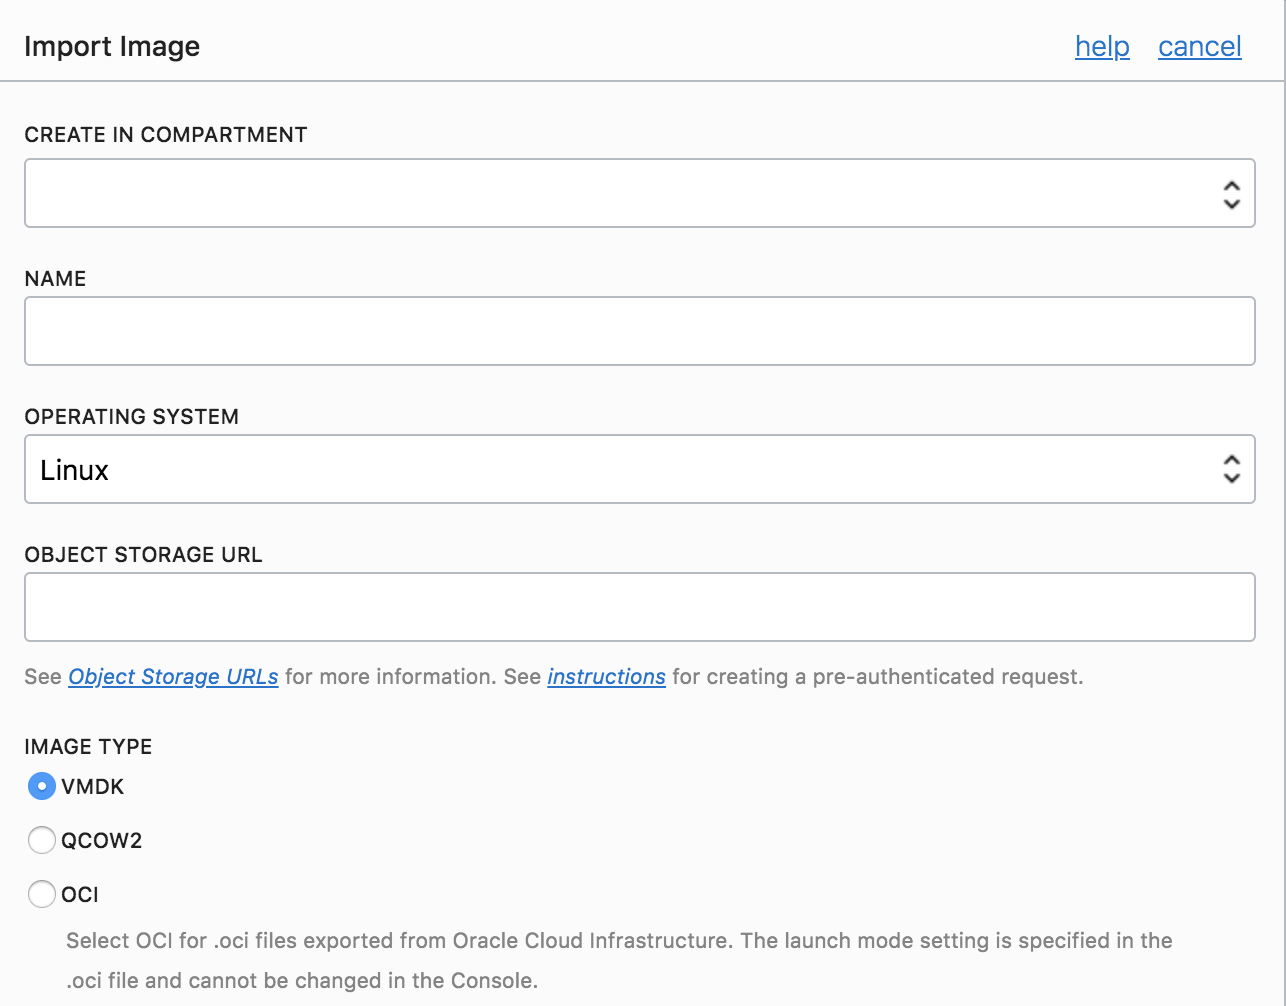 Import Image help cancel
CREATE IN COMPARTMENT
NAME
OPERATING SYSTEM
Linux
OBJECT STORAGE URL
See Object Storage URLs for more information. See instructions for creating a pre-authenticated request.
IMAGE TYPE
VMDK
QCOW2
OCI
Select OCI for .oci files exported from Oracle Cloud Infrastructure. The launch mode setting is specified in the
.oci file and cannot be changed in the Console.